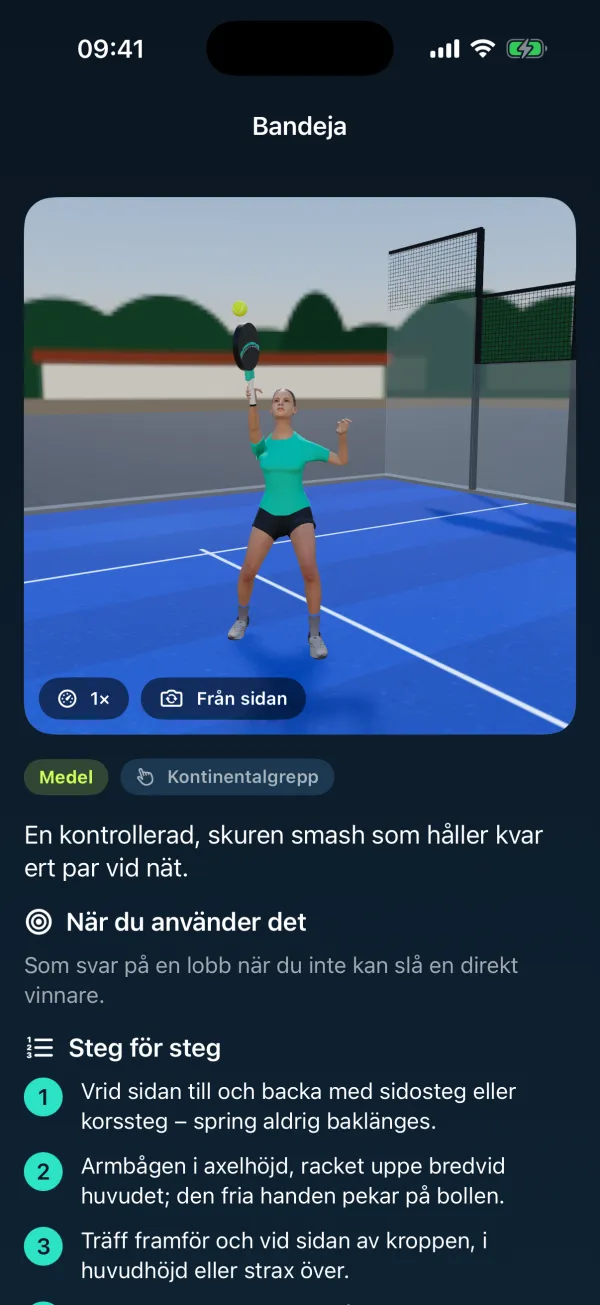 09:41
Bandeja
1×
Från sidan
Medel
Kontinentalgrepp
En kontrollerad, skuren smash som håller kvar
ert par vid nät.
När du använder det
Som svar på en lobb när du inte kan slå en direkt
vinnare.
Steg för steg
1
Vrid sidan till och backa med sidosteg eller
korssteg – spring aldrig baklänges.
2
Armbågen i axelhöjd, racket uppe bredvid
huvudet; den fria handen pekar på bollen.
3
Träff framför och vid sidan av kroppen, i
huvudhöjd eller strax över.